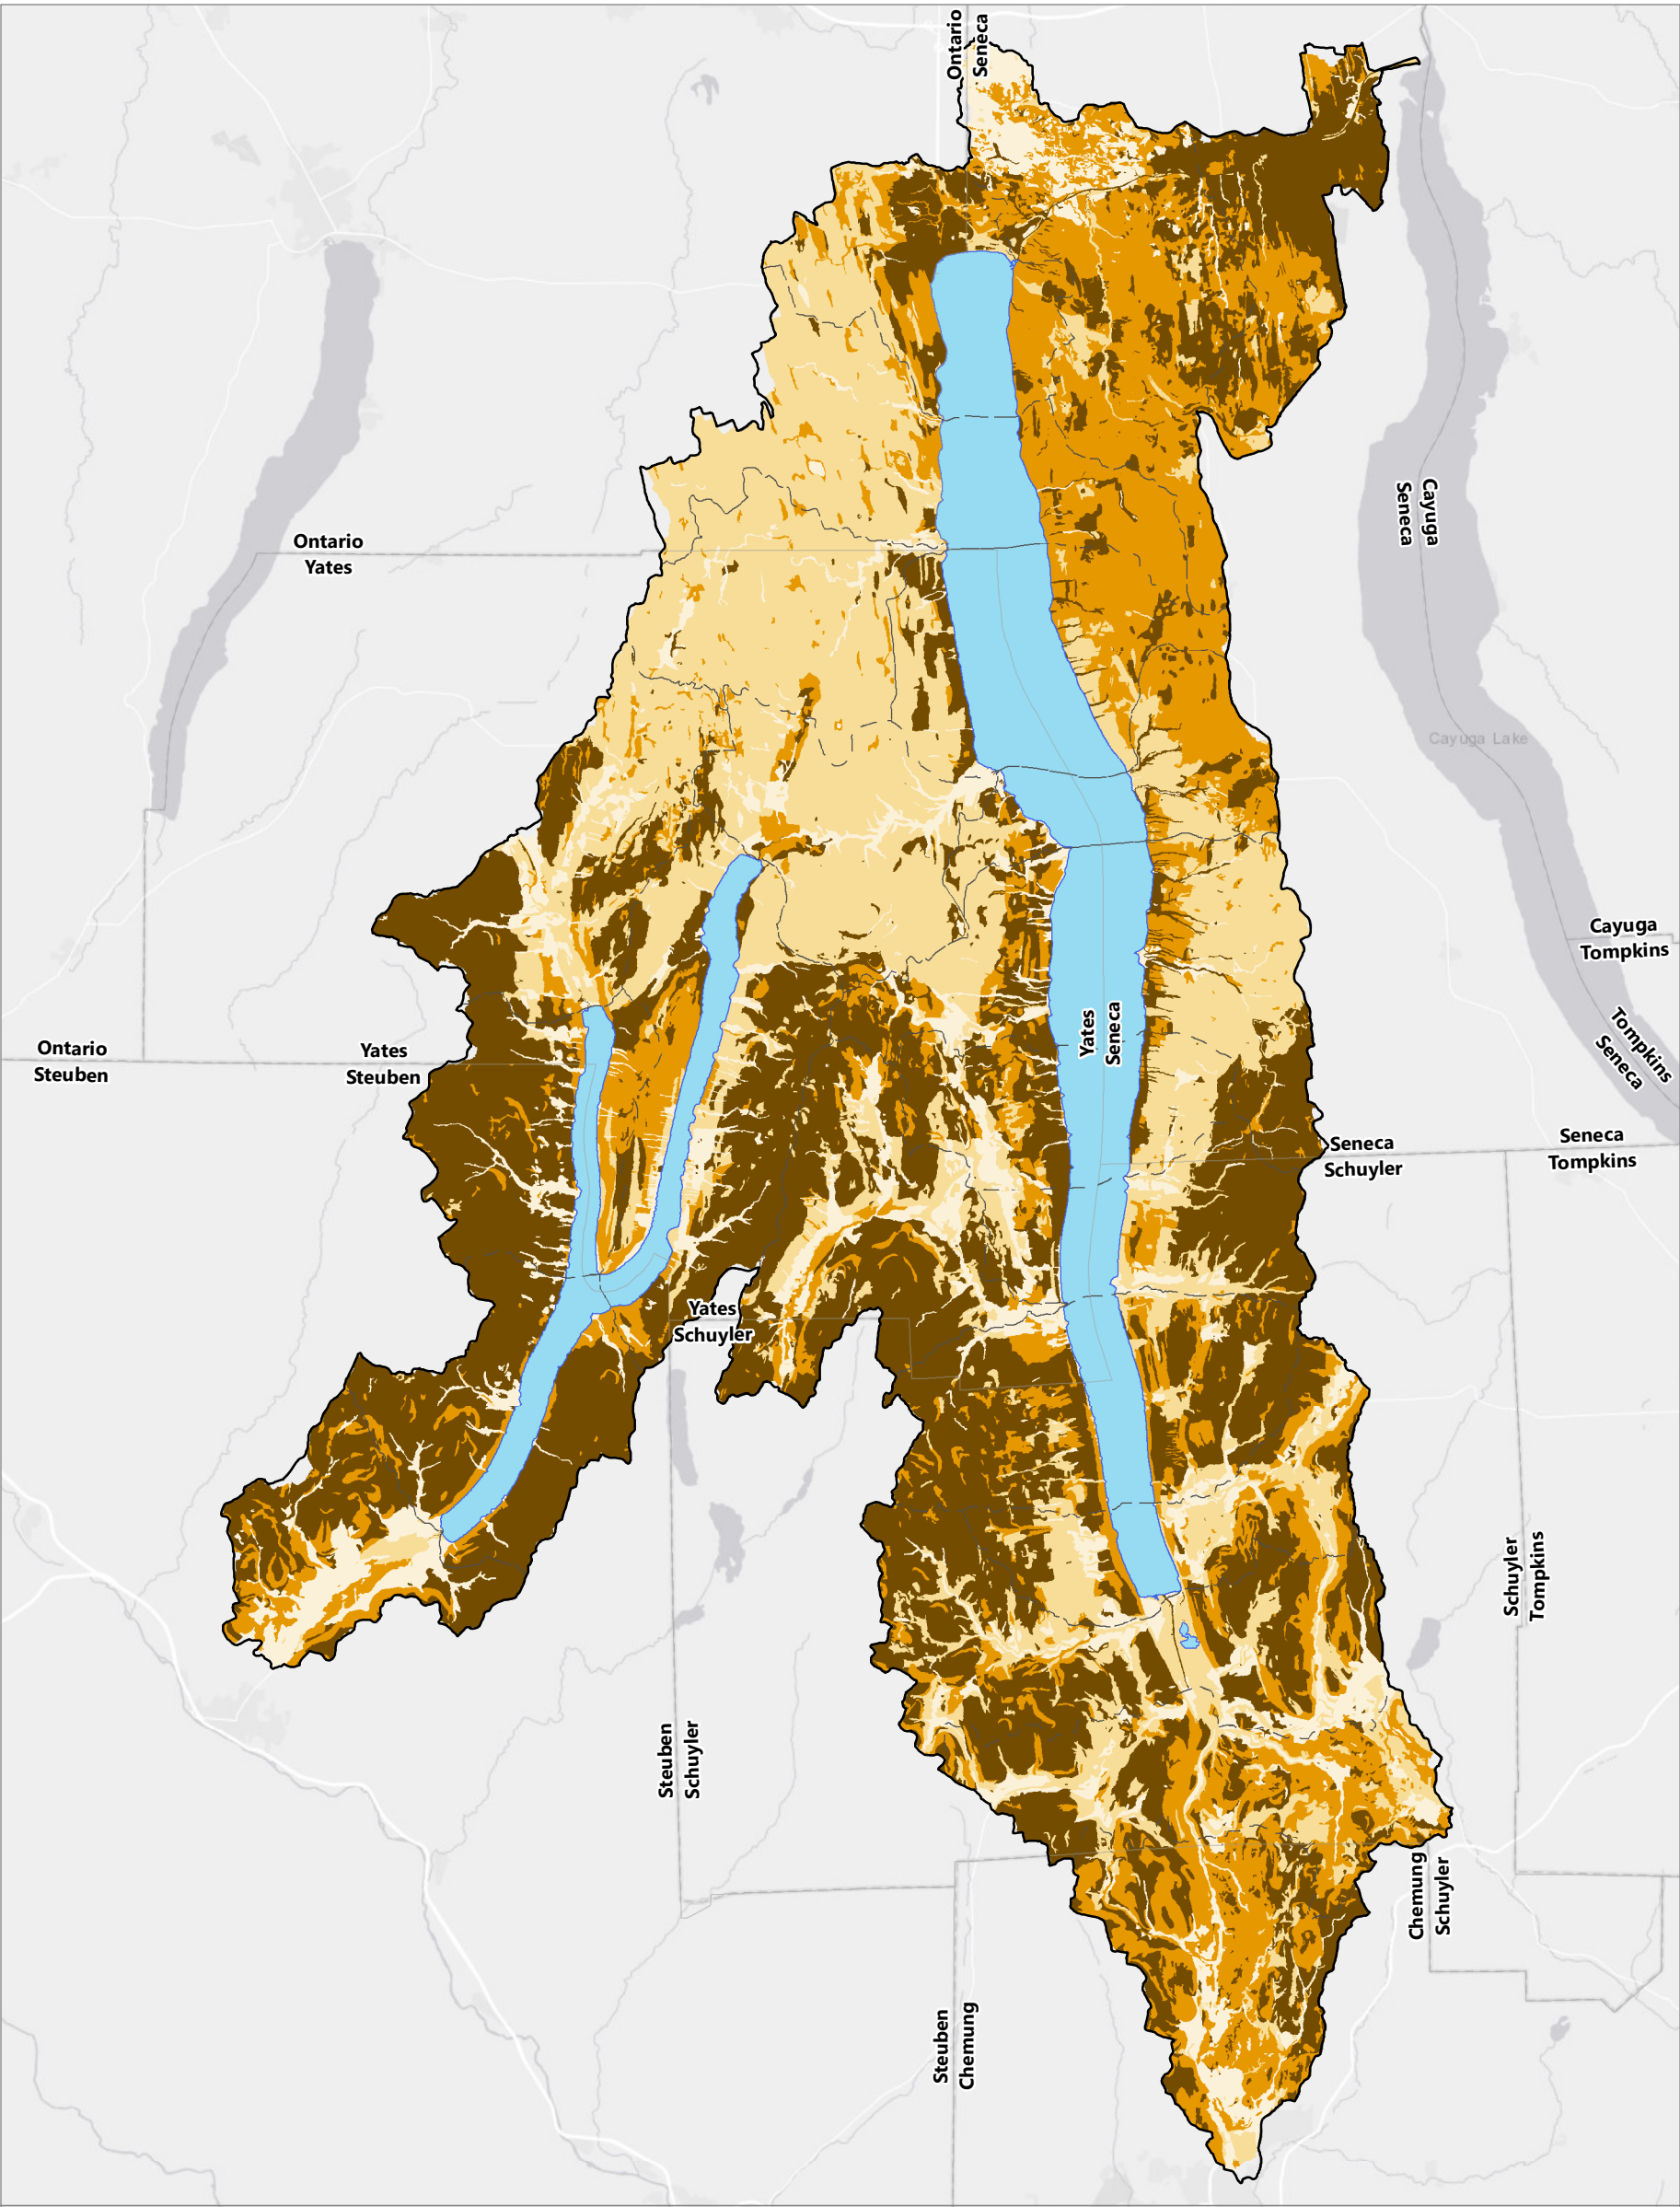 Ontario
Seneca
Cayuga
Seneca
Ontario
Yates
Cayuga Lake
Cayuga
Tompkins
Yates
Seneca
Tompkins
Seneca
Ontario
Steuben
Yates
Steuben
Seneca
Schuyler
Seneca
Tompkins
Yates
Schuyler
Schuyler
Tompkins
Steuben
Schuyler
Chemung
Schuyler
Steuben
Chemung